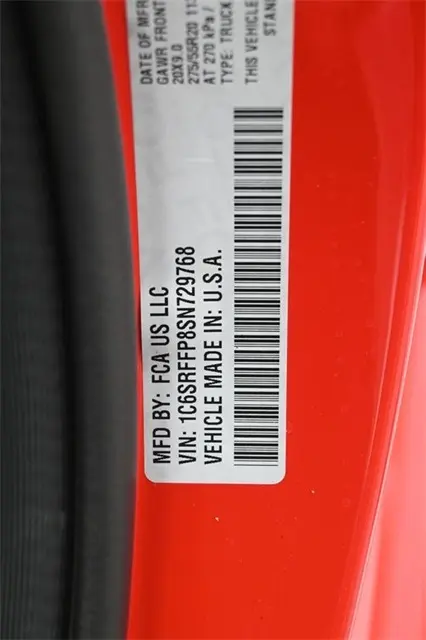 MFD BY: FCA US LLC
VIN: 1C6SRFFP8SN729768
VEHICLE MADE IN: U.S.A.
DATE OF MFR
GAWR FRONT
20X9.0
275/55R20 11
AT 270 kPa /
TYPE: TRUCK
THIS VEHICLE
STAN